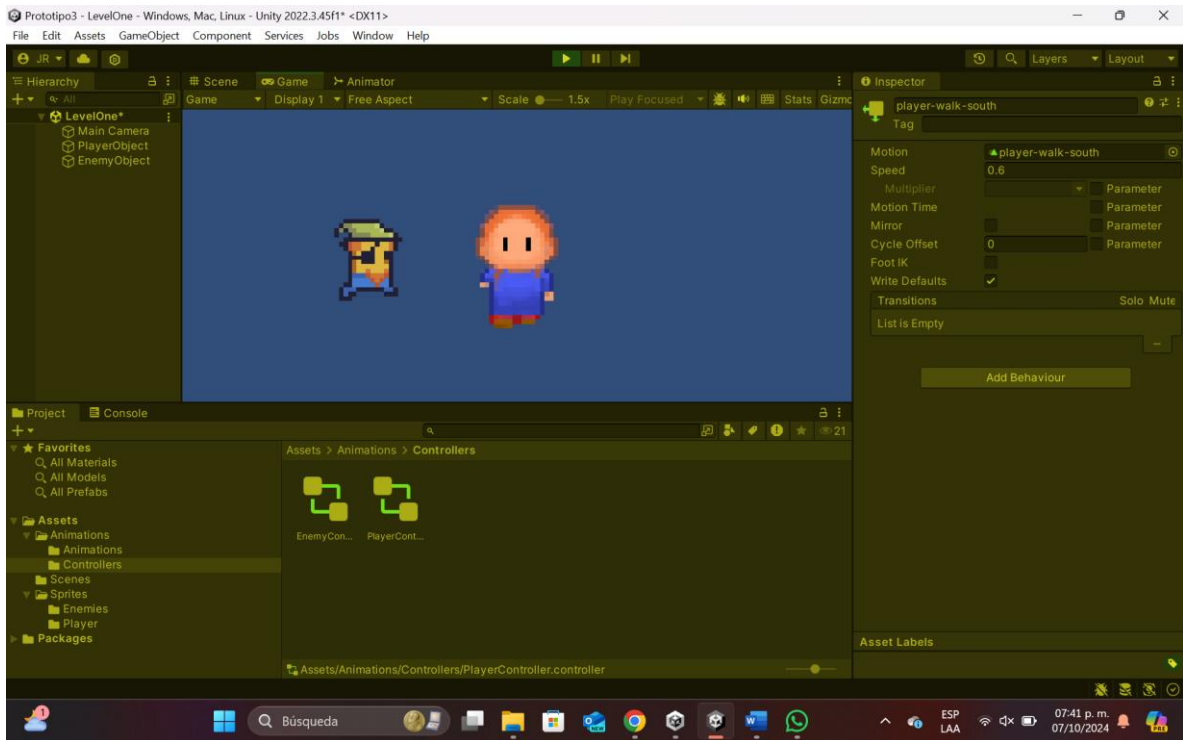 Prototipo3 - LevelOne - Windows, Mac, Linux - Unity 2022.3.45f1* <DX11>
File Edit Assets GameObject Component Services Jobs Window Help
JR Layers Layout
Hierarchy
All
LevelOne*
Main Camera
PlayerObject
EnemyObject
Scene Game Animator
Game Display 1 Free Aspect Scale 1.5x Play Focused Stats Gizmo
Inspector
player-walk-south
Tag
Motion player-walk-south
Speed 0.6
Multiplier Parameter
Motion Time Parameter
Mirror Parameter
Cycle Offset 0 Parameter
Foot IK
Write Defaults
Transitions Solo Mute
List is Empty
Add Behaviour
Asset Labels
Project Console
21
Favorites
All Materials
All Models
All Prefabs
Assets
Animations
Animations
Controllers
Scenes
Sprites
Enemies
Player
Packages
Assets > Animations > Controllers
EnemyCon... PlayerCont...
Assets/Animations/Controllers/PlayerController.controller
1
Búsqueda
ESP
LAA
07:41 p. m.
07/10/2024